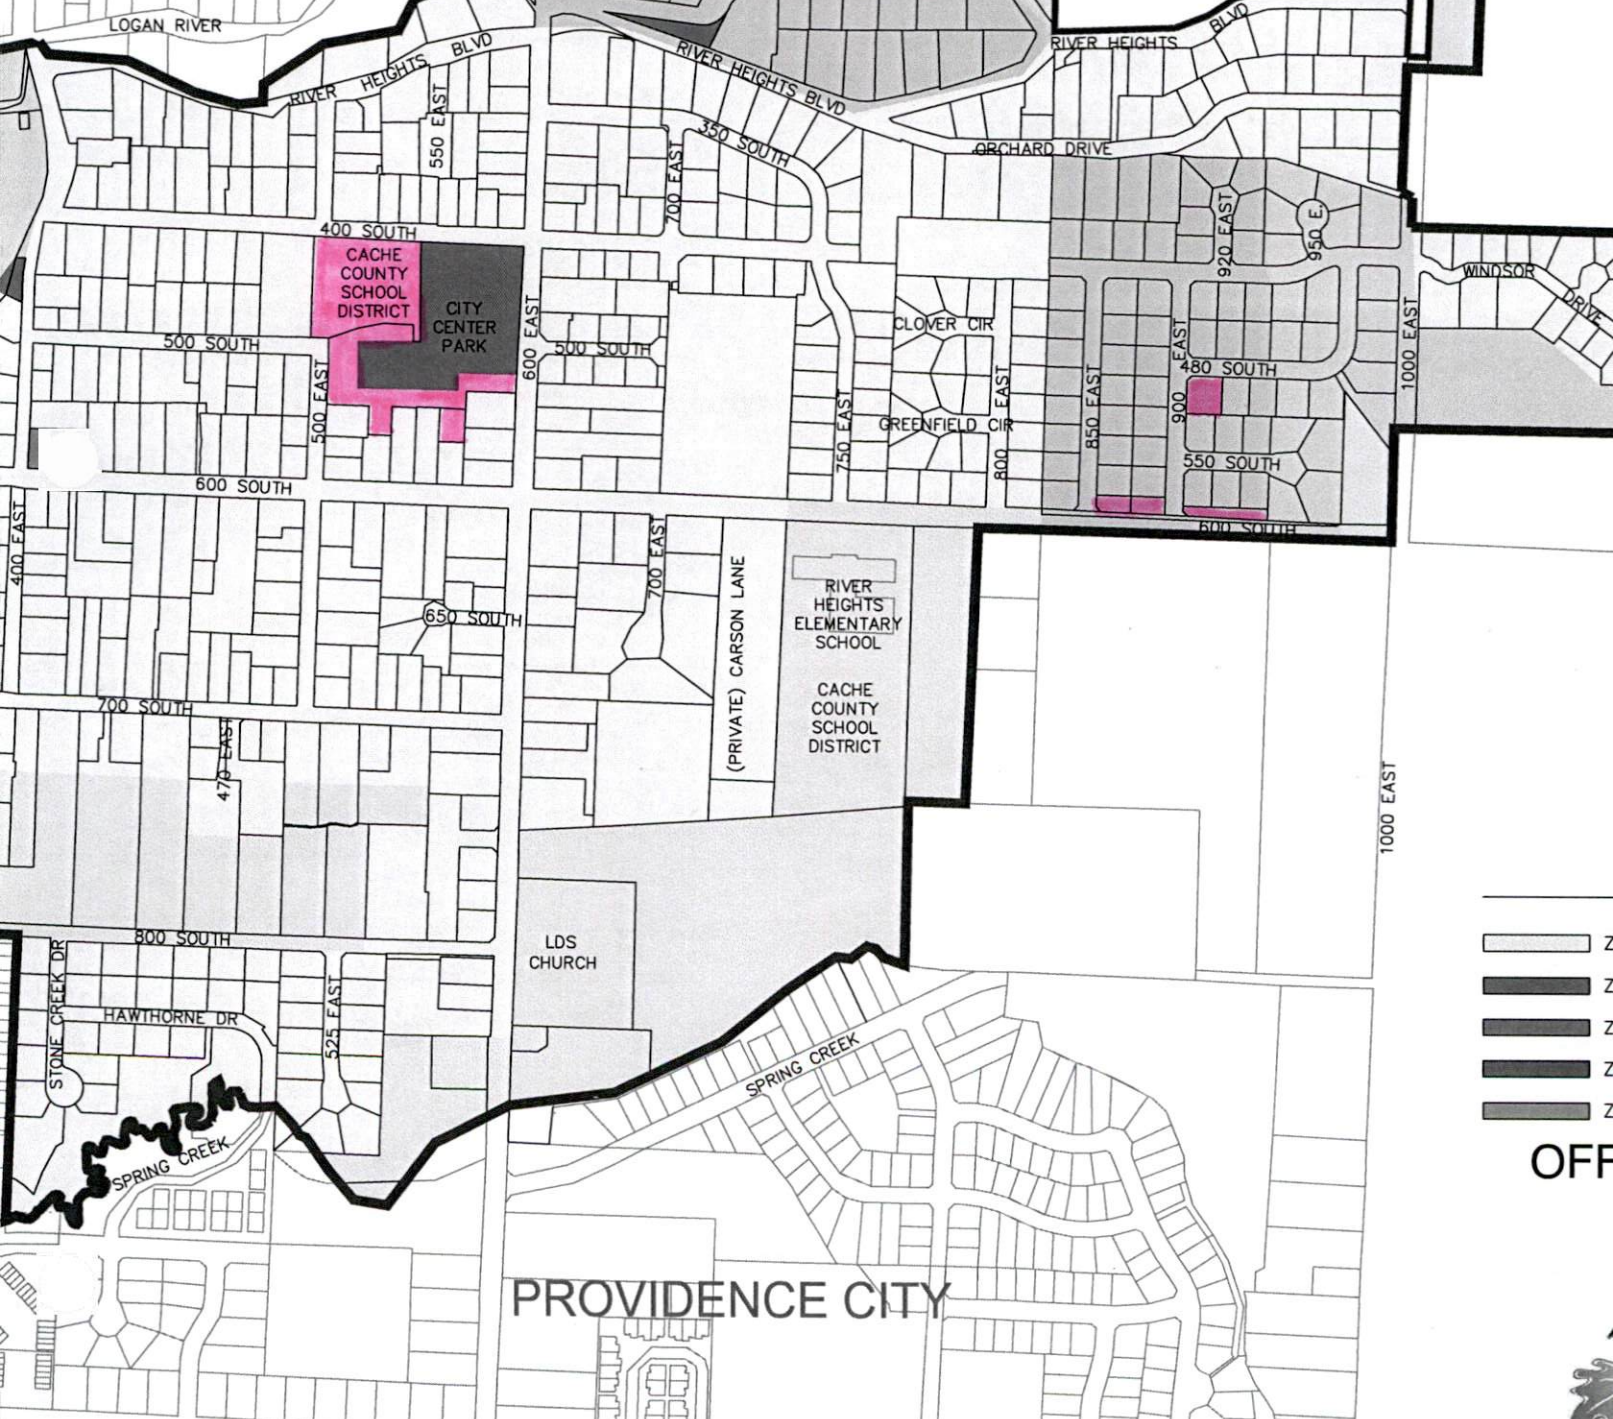 LOGAN RIVER
RIVER HEIGHTS BLVD
RIVER HEIGHTS BLVD
RIVER HEIGHTS BLVD
550 EAST
350 SOUTH
700 EAST
ORCHARD DRIVE
400 SOUTH
920 EAST
950 E.
CACHE
COUNTY
SCHOOL
DISTRICT
CITY
CENTER
PARK
WINDSOR DRIVE
600 EAST
500 SOUTH
500 SOUTH
CLOVER CIR
1000 EAST
480 SOUTH
500 EAST
750 EAST
GREENFIELD CIR
800 EAST
850 EAST
900 EAST
550 SOUTH
600 SOUTH
600 SOUTH
400 EAST
700 EAST
(PRIVATE) CARSON LANE
RIVER
HEIGHTS
ELEMENTARY
SCHOOL
650 SOUTH
CACHE
COUNTY
SCHOOL
DISTRICT
700 SOUTH
470 EAST
1000 EAST
800 SOUTH
LDS
CHURCH
STONE CREEK DR
HAWTHORNE DR
525 EAST
SPRING CREEK
SPRING CREEK
Z
Z
Z
Z
Z
OFF
PROVIDENCE CITY